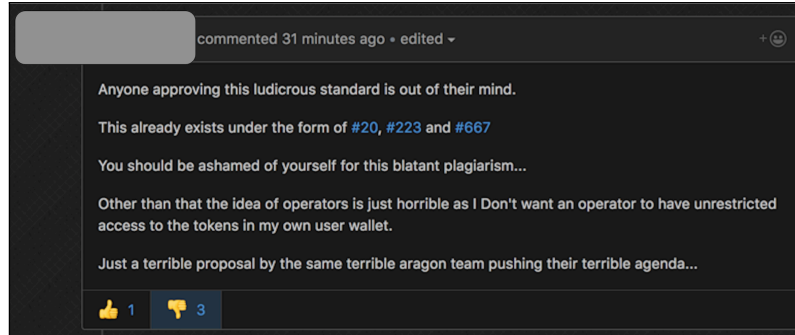 commented 31 minutes ago • edited
Anyone approving this ludicrous standard is out of their mind.
This already exists under the form of #20, #223 and #667
You should be ashamed of yourself for this blatant plagiarism...
Other than that the idea of operators is just horrible as I Don't want an operator to have unrestricted
access to the tokens in my own user wallet.
Just a terrible proposal by the same terrible aragon team pushing their terrible agenda...
1 3